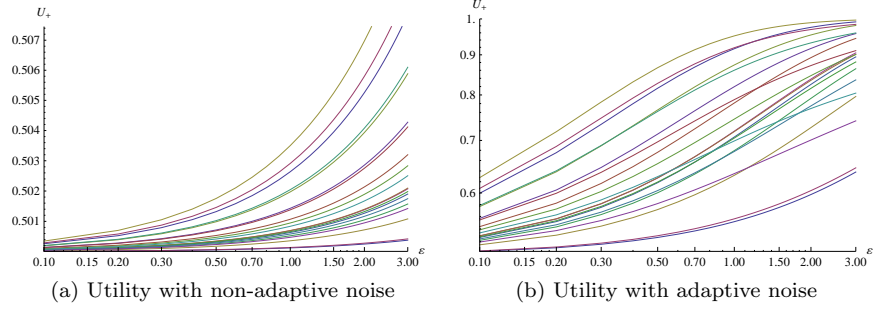 U+
0.507
0.506
0.504
0.503
0.502
0.501
0.10 0.15 0.20 0.30 0.50 0.70 1.00 1.50 2.00 3.00 ε
(a) Utility with non-adaptive noise
U+
1.
0.9
0.8
0.7
0.6
0.10 0.15 0.20 0.30 0.50 0.70 1.00 1.50 2.00 3.00 ε
(b) Utility with adaptive noise